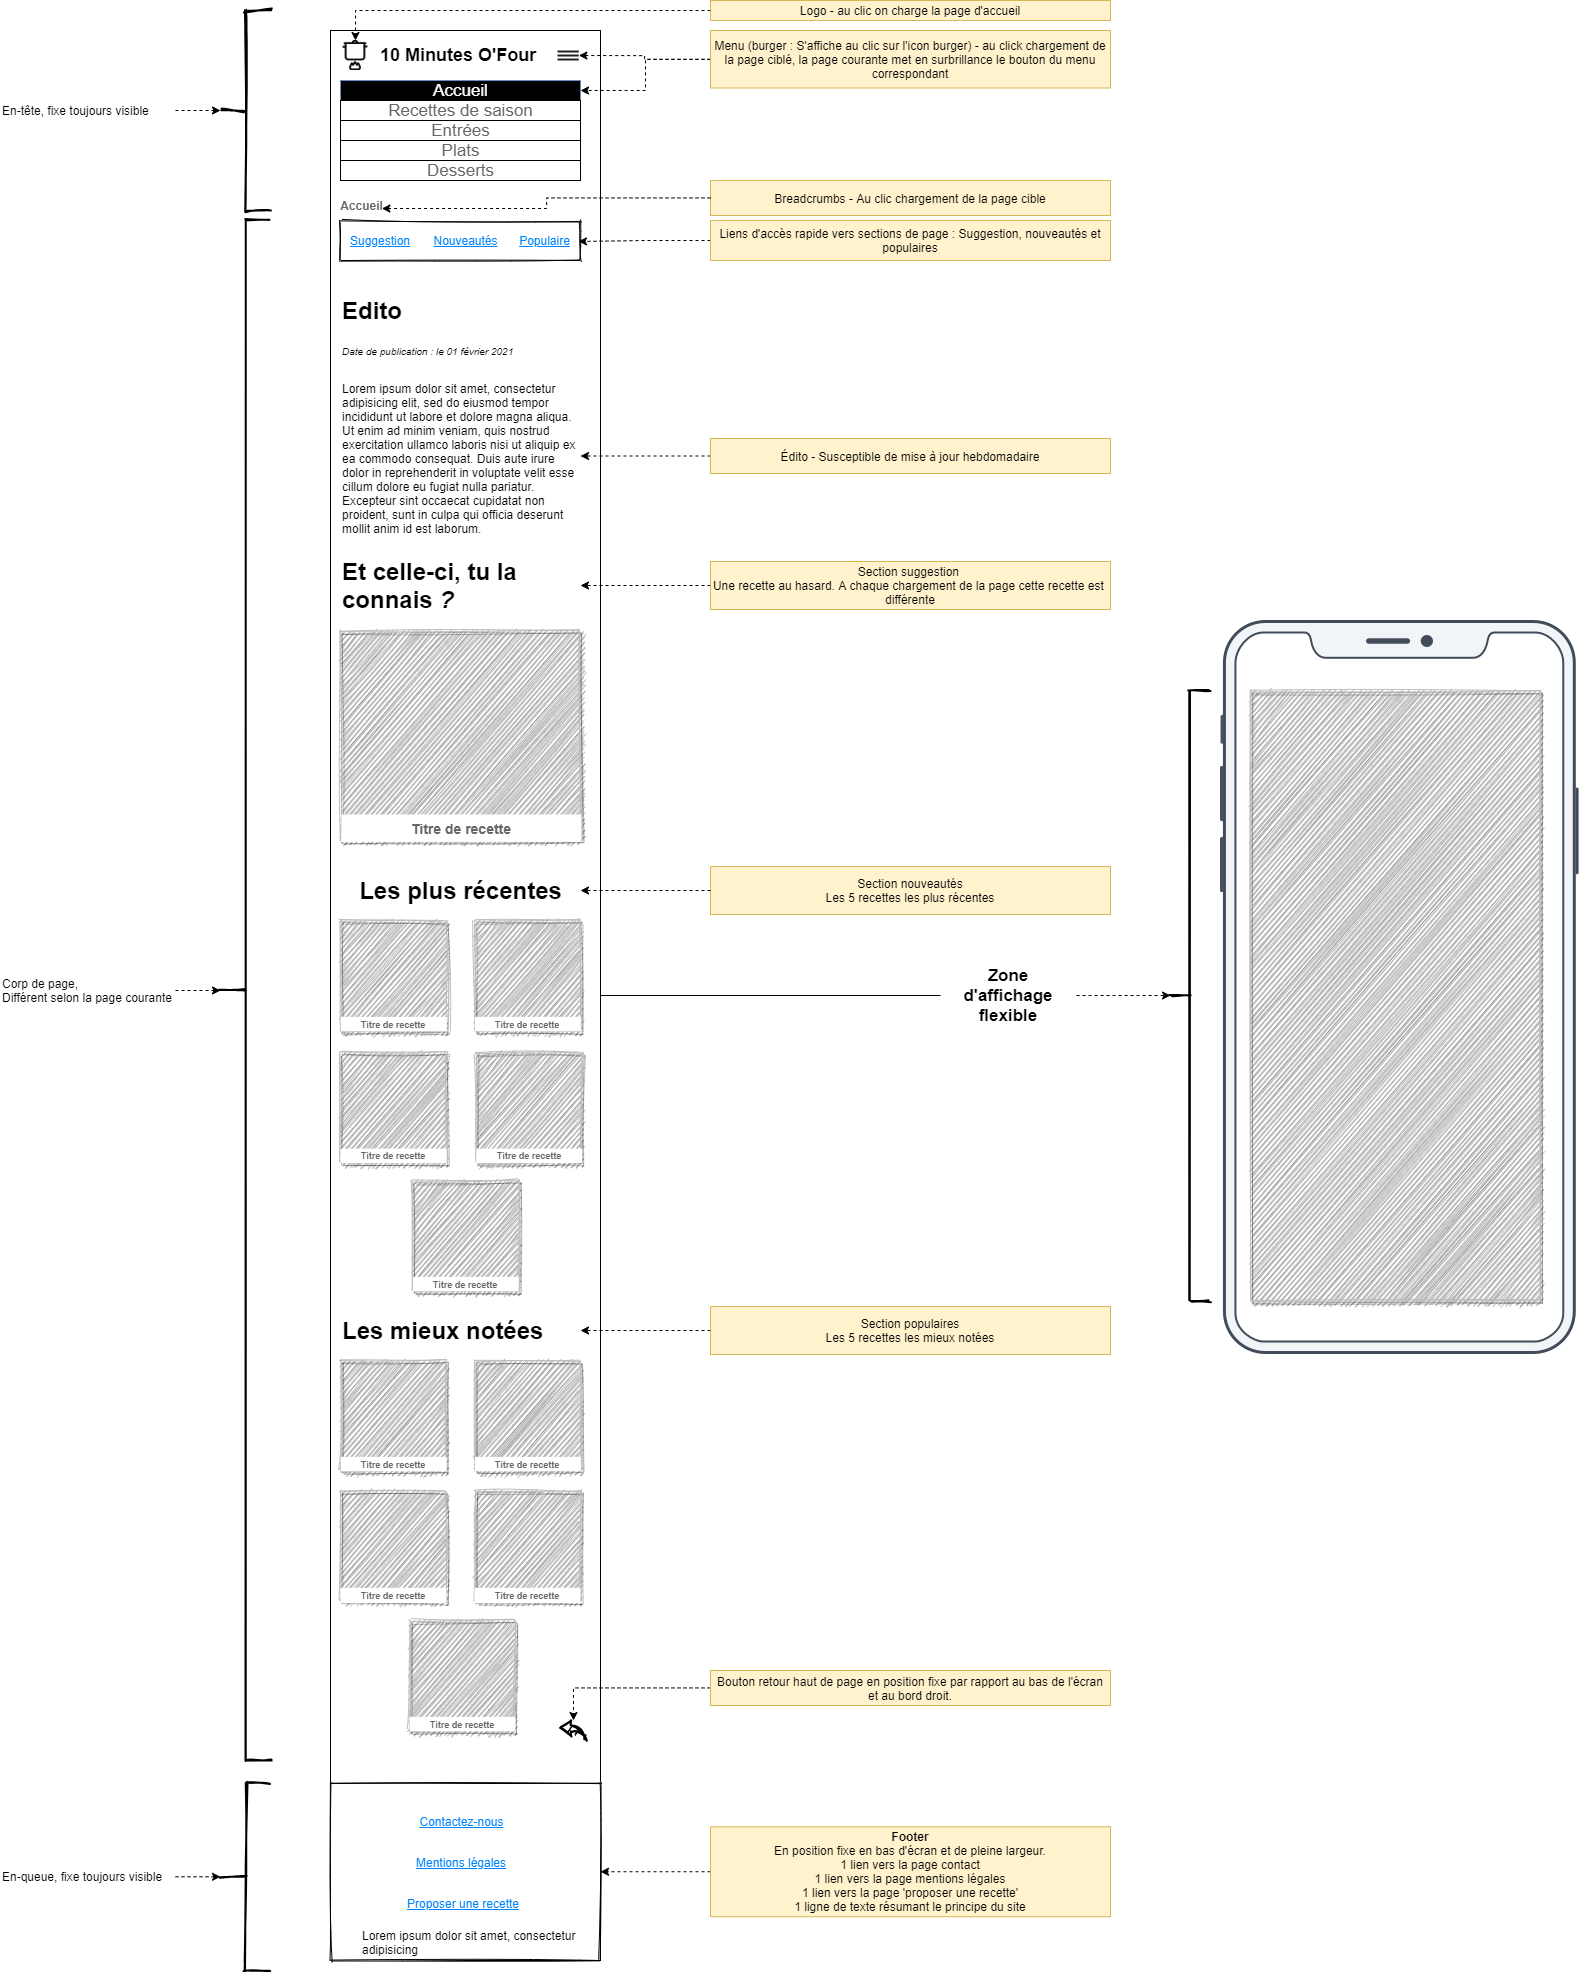 Logo - au clic on charge la page d'accueil
10 Minutes O'Four
Menu (burger : S'affiche au clic sur l'icon burger) - au click chargement de
la page ciblé, la page courante met en surbrillance le bouton du menu
correspondant
Accueil
Recettes de saison
Entrées
Plats
Desserts
En-tête, fixe toujours visible
Accueil
Breadcrumbs - Au clic chargement de la page cible
Suggestion Nouveautés Populaire
Liens d'accès rapide vers sections de page : Suggestion, nouveautés et
populaires
Edito
Date de publication : le 01 février 2021
Lorem ipsum dolor sit amet, consectetur
adipisicing elit, sed do eiusmod tempor
incididunt ut labore et dolore magna aliqua.
Ut enim ad minim veniam, quis nostrud
exercitation ullamco laboris nisi ut aliquip ex
ea commodo consequat. Duis aute irure
dolor in reprehenderit in voluptate velit esse
cillum dolore eu fugiat nulla pariatur.
Excepteur sint occaecat cupidatat non
proident, sunt in culpa qui officia deserunt
mollit anim id est laborum.
Édito - Susceptible de mise à jour hebdomadaire
Et celle-ci, tu la
connais ?
Section suggestion
Une recette au hasard. A chaque chargement de la page cette recette est
différente
Titre de recette
Les plus récentes
Section nouveautés
Les 5 recettes les plus récentes
Titre de recette Titre de recette
Corp de page,
Différent selon la page courante
Zone
d'affichage
flexible
Titre de recette Titre de recette
Titre de recette
Les mieux notées
Section populaires
Les 5 recettes les mieux notées
Titre de recette Titre de recette
Titre de recette Titre de recette
Titre de recette
Bouton retour haut de page en position fixe par rapport au bas de l'écran
et au bord droit.
Contactez-nous
Mentions légales
Proposer une recette
Lorem ipsum dolor sit amet, consectetur
adipisicing
En-queue, fixe toujours visible
Footer
En position fixe en bas d'écran et de pleine largeur.
1 lien vers la page contact
1 lien vers la page mentions légales
1 lien vers la page 'proposer une recette'
1 ligne de texte résumant le principe du site